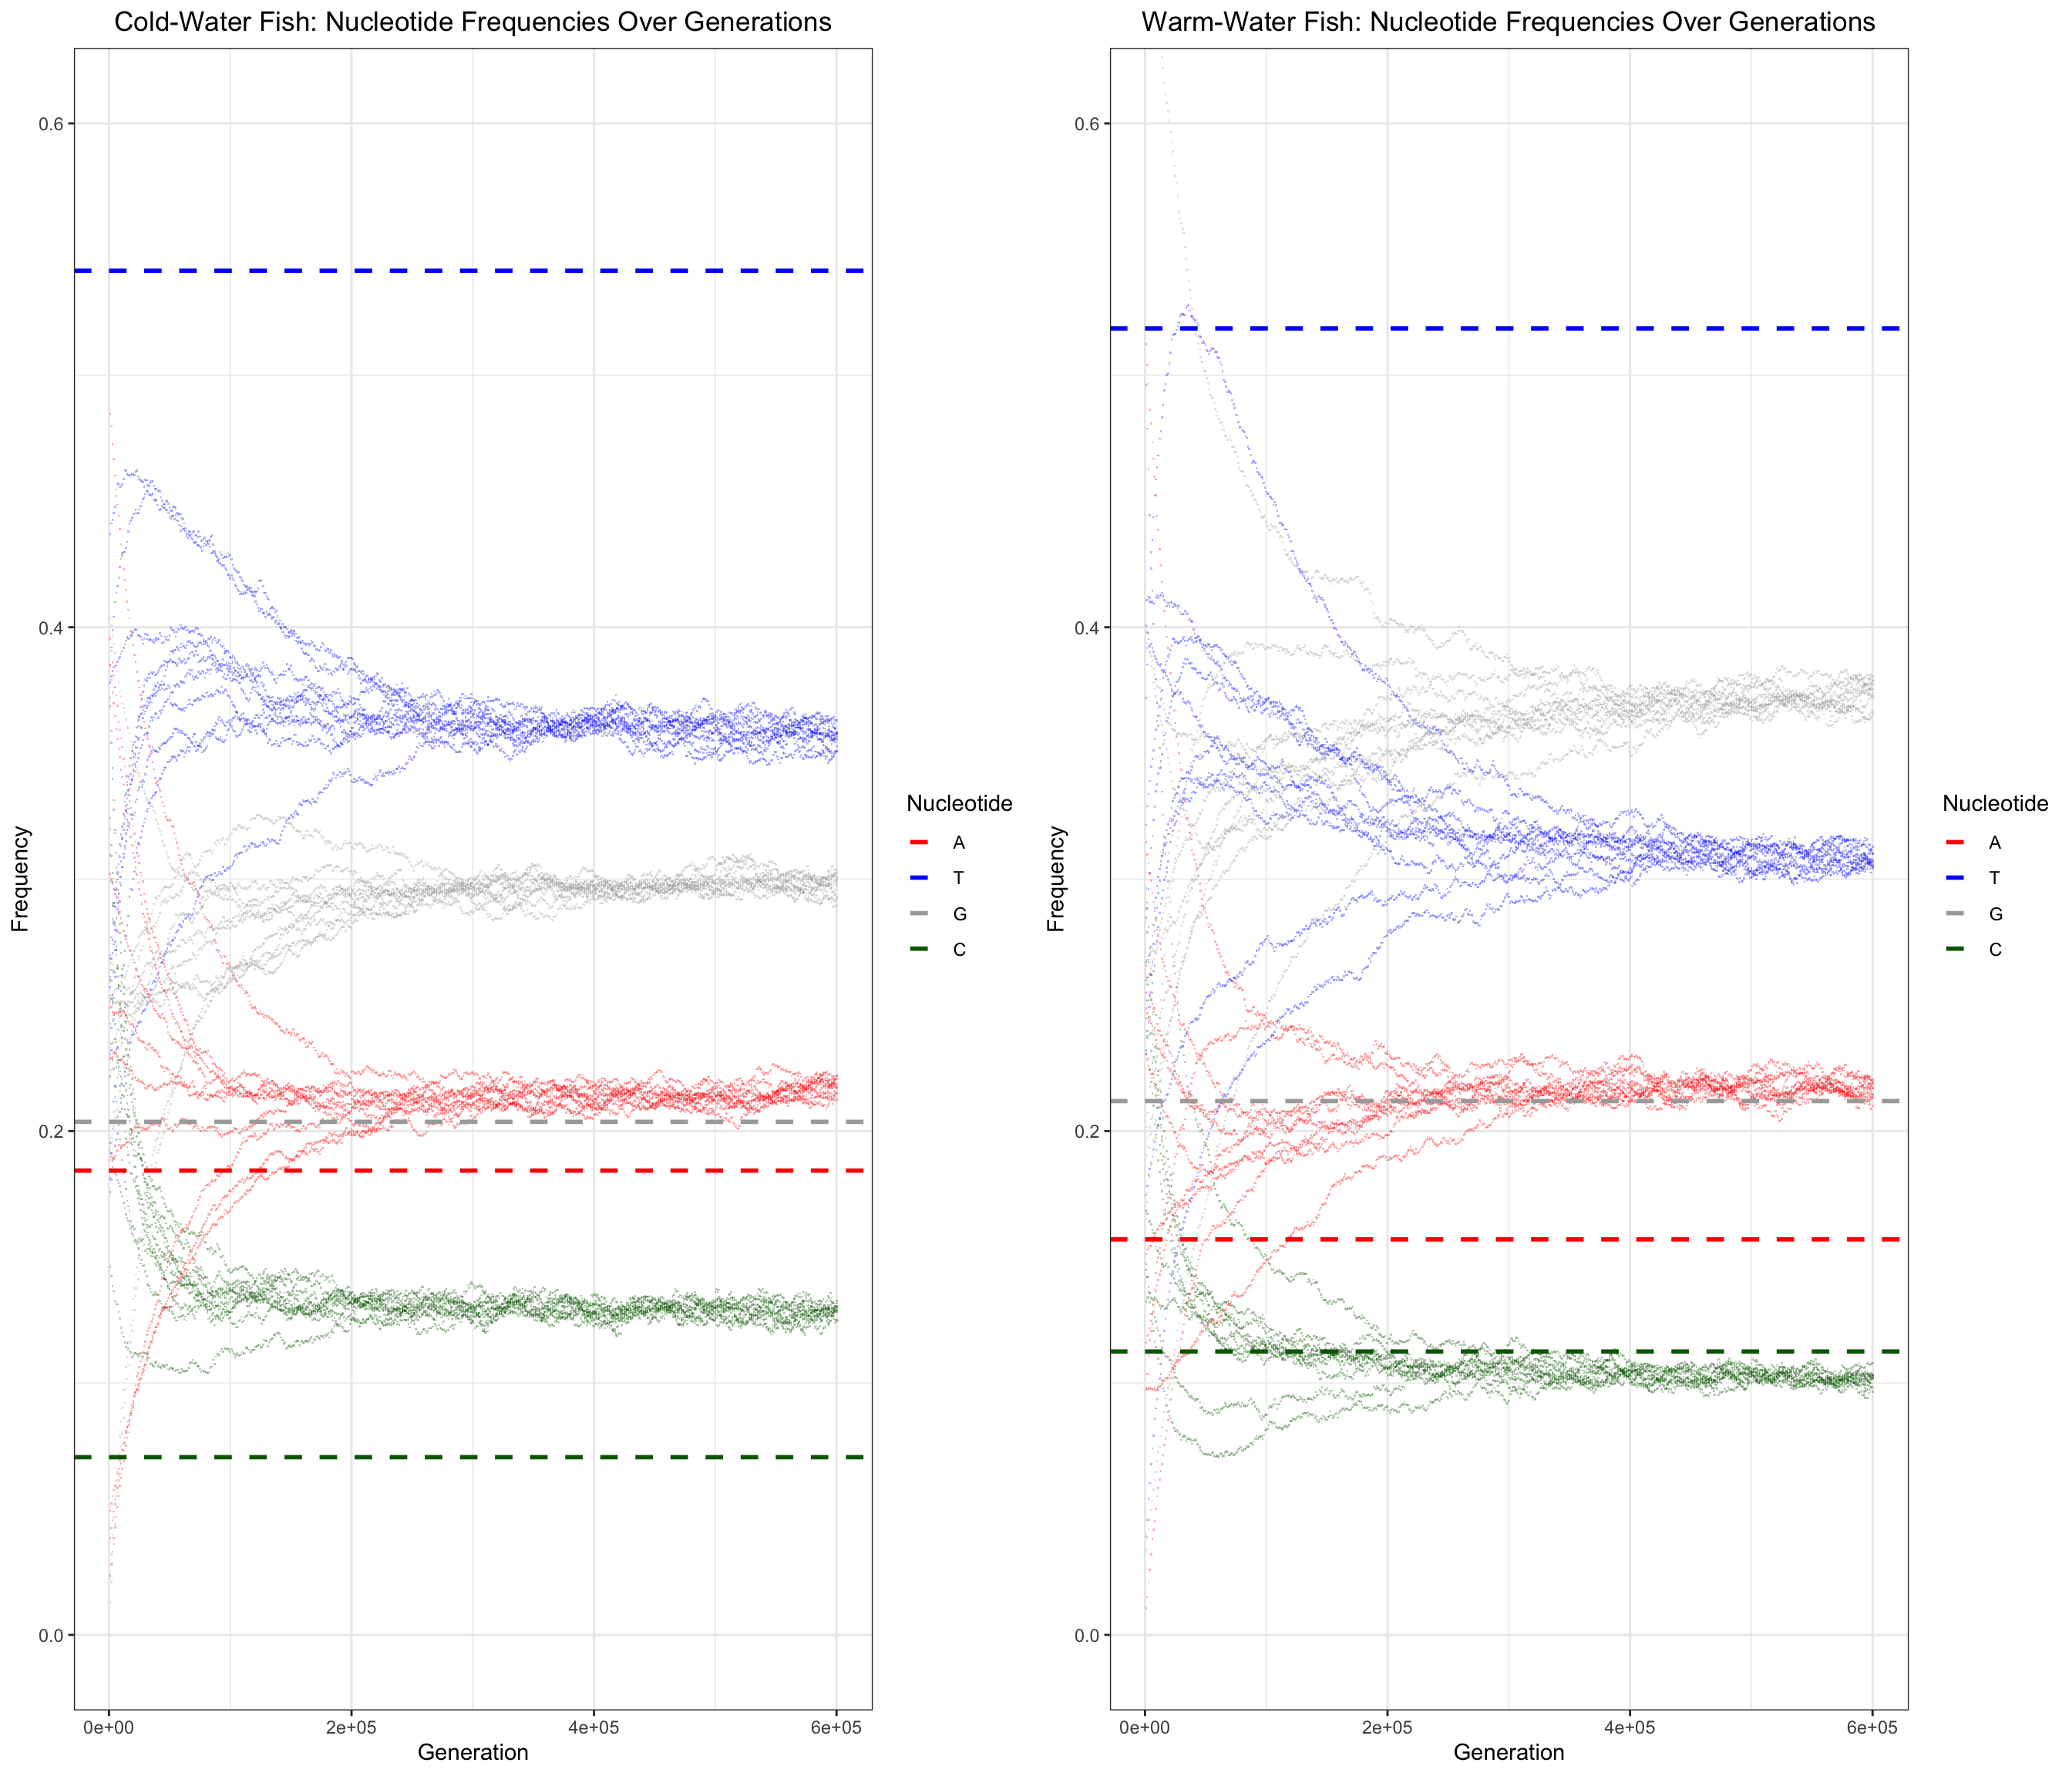 Cold-Water Fish: Nucleotide Frequencies Over Generations
Frequency
0.6
0.4
0.2
0.0
0e+00 2e+05 4e+05 6e+05
Generation
Nucleotide
A
T
G
C
Warm-Water Fish: Nucleotide Frequencies Over Generations
Frequency
0.6
0.4
0.2
0.0
0e+00 2e+05 4e+05 6e+05
Generation
Nucleotide
A
T
G
C